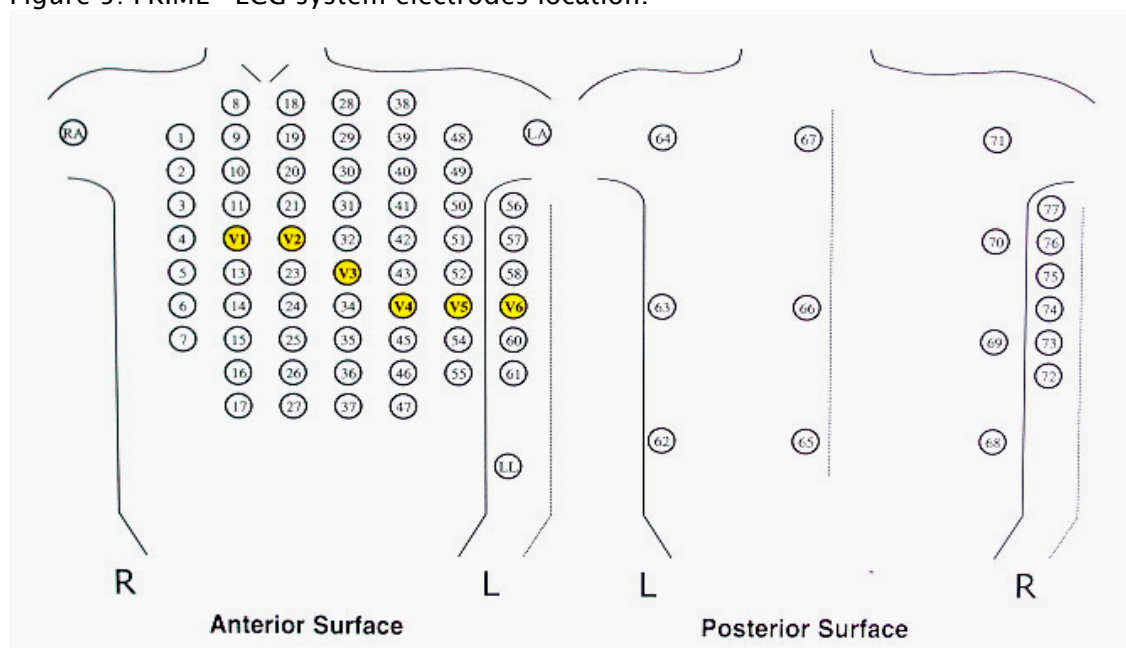 PRIME ECG system electrodes location.
8 18 28 38
RA 1 9 19 29 39 48 LA 64 67 71
2 10 20 30 40 49
3 11 21 31 41 50 56 77
4 V1 V2 32 42 51 57 70 76
5 13 23 V3 43 52 58 75
6 14 24 34 V4 V5 V6 63 66 74
7 15 25 35 45 54 60 69 73
16 26 36 46 55 61 72
17 27 37 47
62 65 68
LL
R L L R
Anterior Surface Posterior Surface